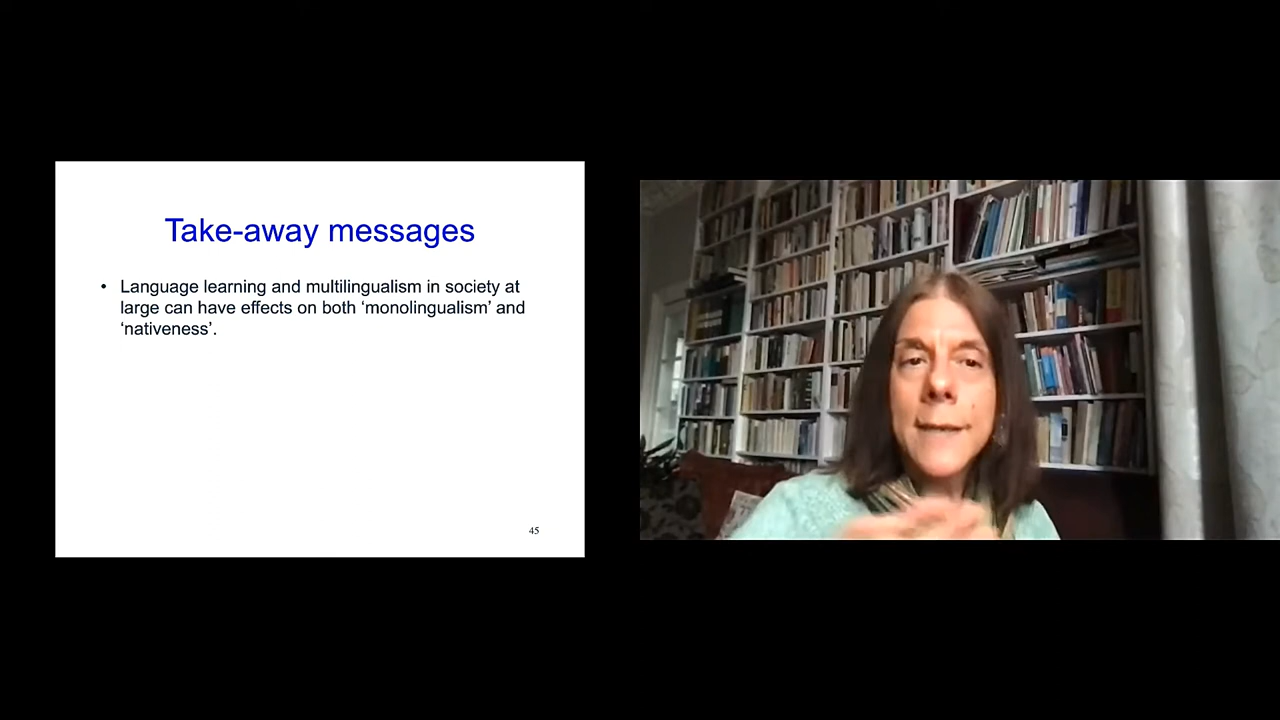 Take-away messages
• Language learning and multilingualism in society at
large can have effects on both ‘monolingualism’ and
‘nativeness’.
45